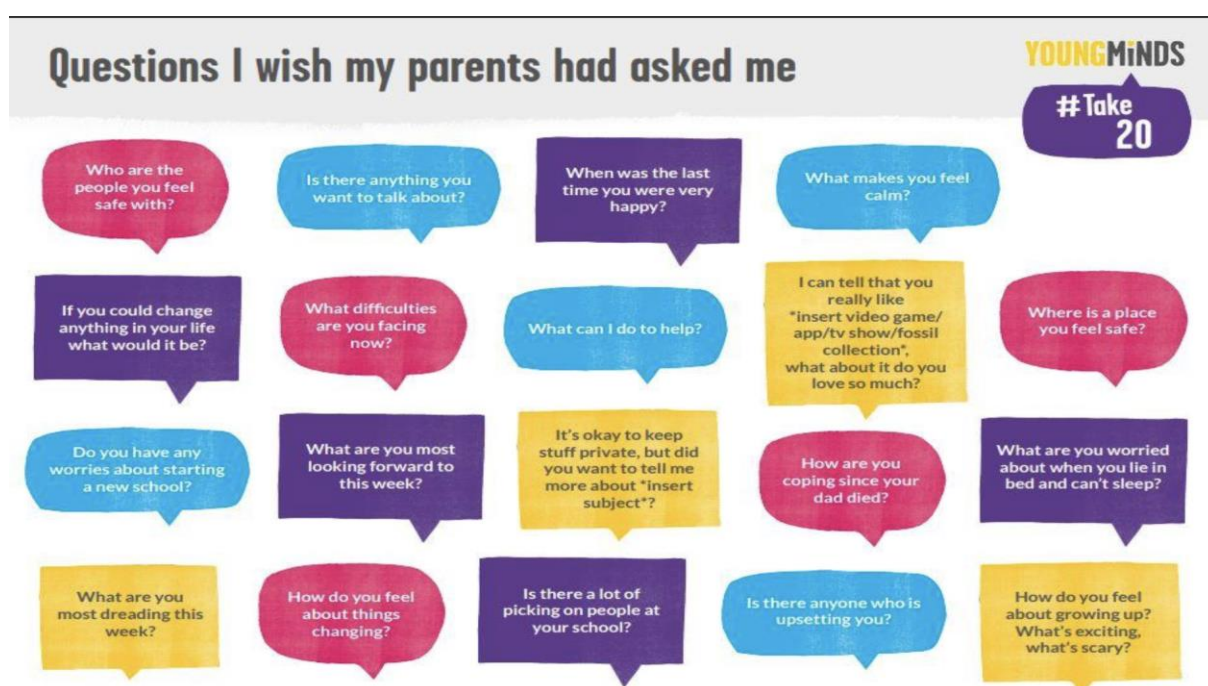 Questions I wish my parents had asked me
YOUNGMiNDS
#Take
20
Who are the
people you feel
safe with?
Is there anything you
want to talk about?
When was the last
time you were very
happy?
What makes you feel
calm?
If you could change
anything in your life
what would it be?
What difficulties
are you facing
now?
What can I do to help?
I can tell that you
really like
*insert video game/
app/tv show/fossil
collection*,
what about it do you
love so much?
Where is a place
you feel safe?
Do you have any
worries about starting
a new school?
What are you most
looking forward to
this week?
It's okay to keep
stuff private, but did
you want to tell me
more about *insert
subject*?
How are you
coping since your
dad died?
What are you worried
about when you lie in
bed and can't sleep?
What are you
most dreading this
week?
How do you feel
about things
changing?
Is there a lot of
picking on people at
your school?
Is there anyone who is
upsetting you?
How do you feel
about growing up?
What's exciting,
what's scary?